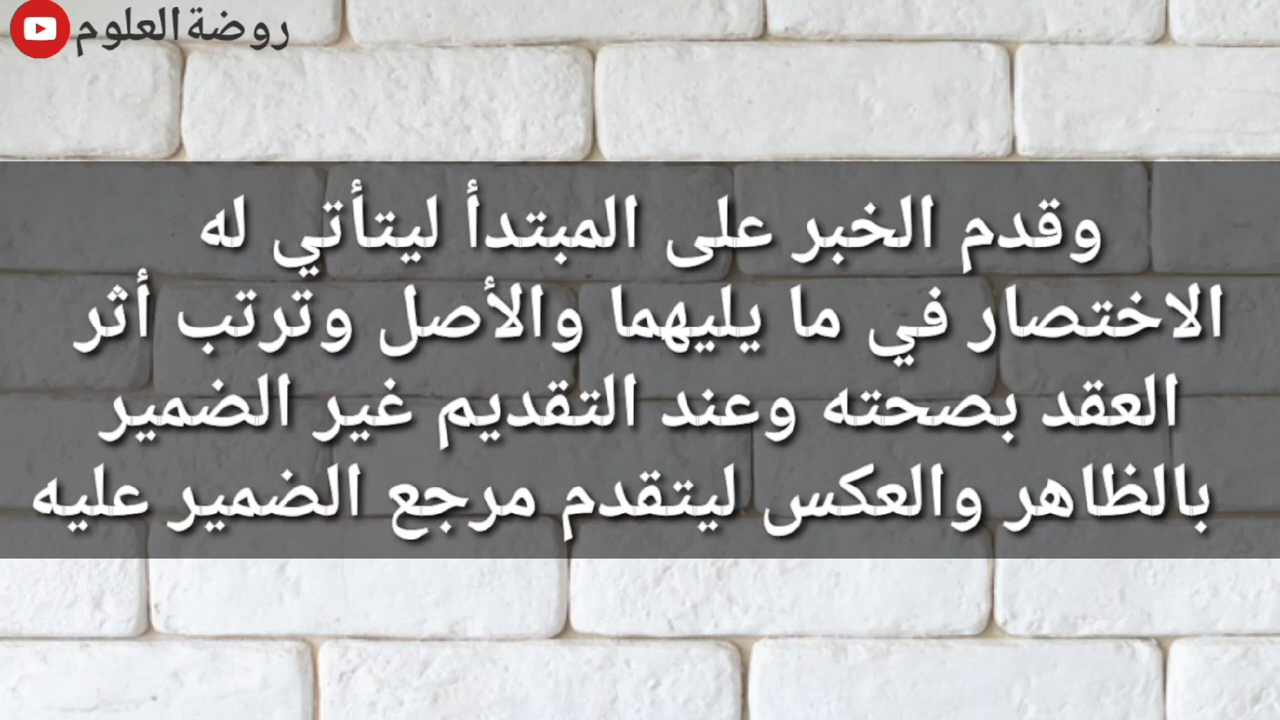 روضة العلوم
وقدم الخبر على المبتدأ ليتأتي له
الاختصار في ما يليهما والأصل وترتب أثر
العقد بصحته وعند التقديم غير الضمير
بالظاهر والعكس ليتقدم مرجع الضمير عليه